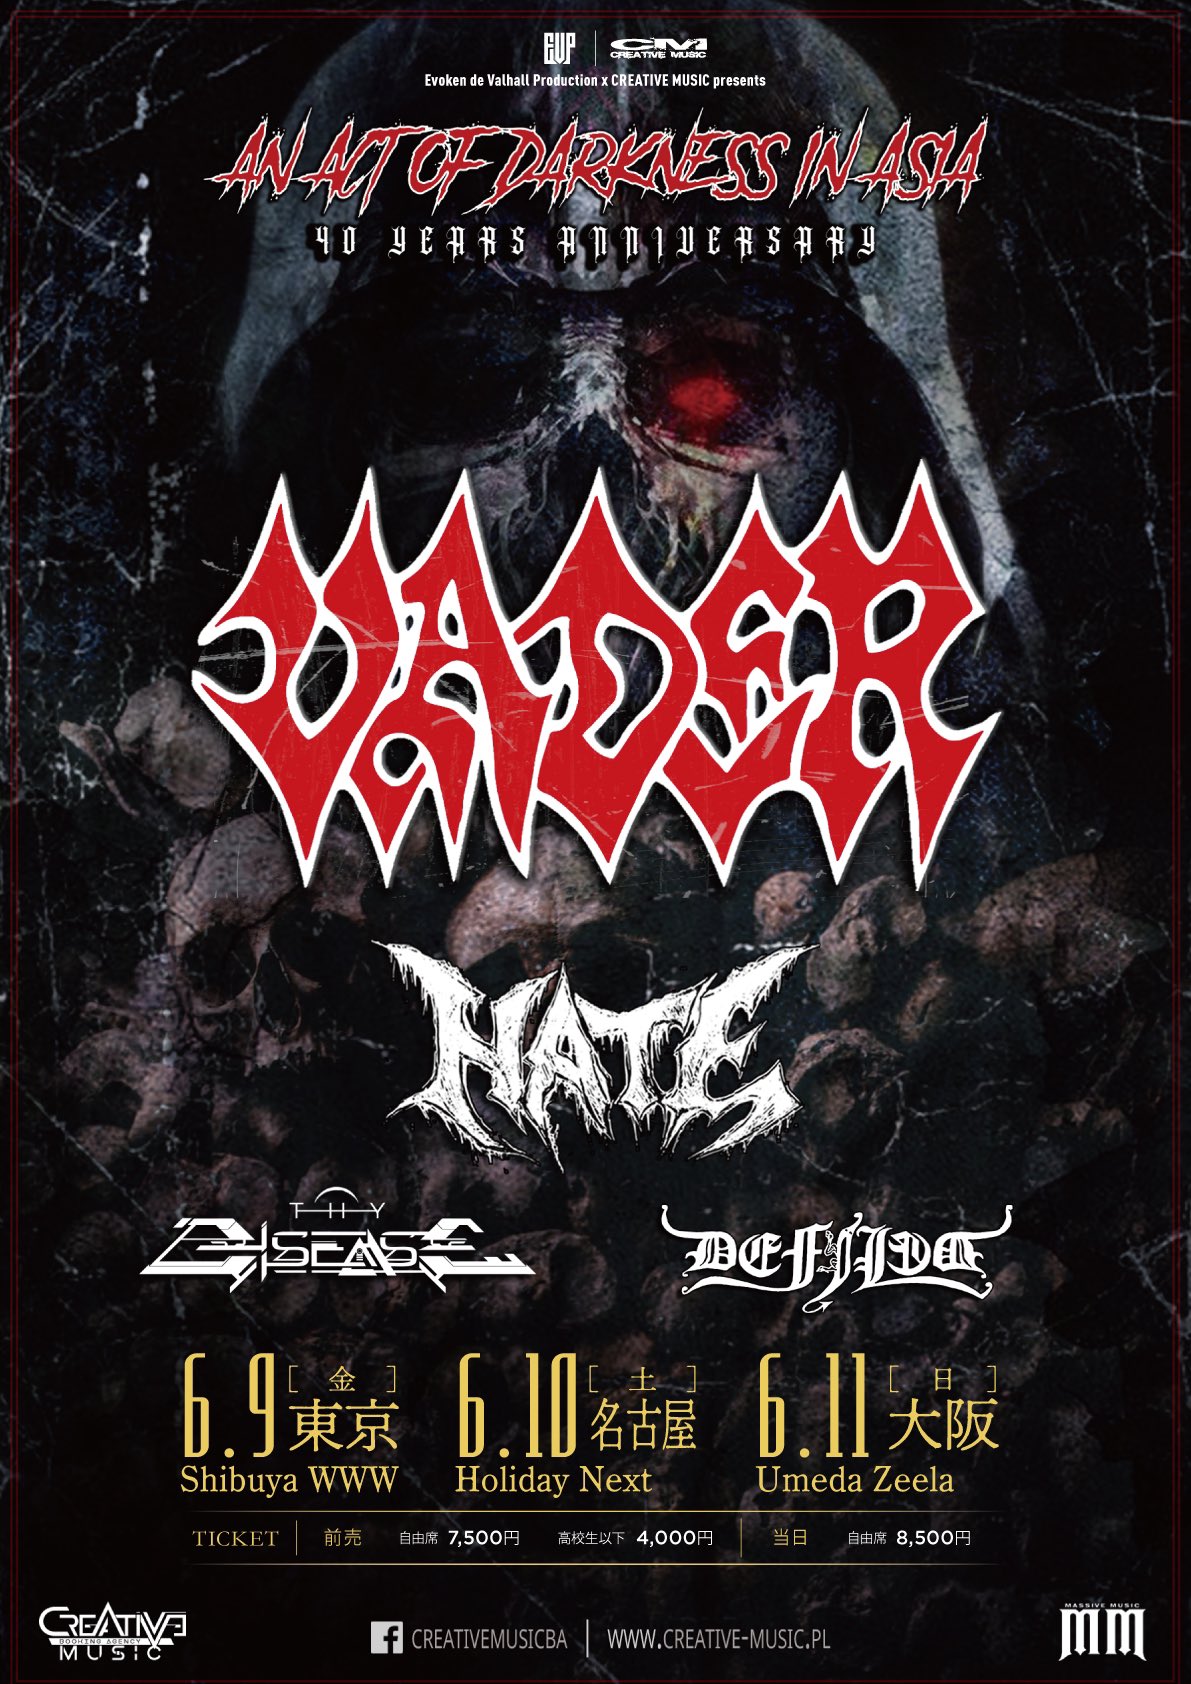 EVP
CM
CREATIVE MUSIC
Evoken de Valhall Production x CREATIVE MUSIC presents
AN ACT OF DARKNESS IN ASIA
40 YEARS ANNIVERSARY
VADER
HATE
THY
DISEASE
DEFILED
6.9 [金] 東京
Shibuya WWW
6.10 [土] 名古屋
Holiday Next
6.11 [日] 大阪
Umeda Zeela
TICKET 前売 自由席 7,500円 高校生以下 4,000円 当日 自由席 8,500円
CREATIVE
BOOKING AGENCY
MUSIC
CREATIVEMUSICBA | WWW.CREATIVE-MUSIC.PL
MASSIVE MUSIC
MM